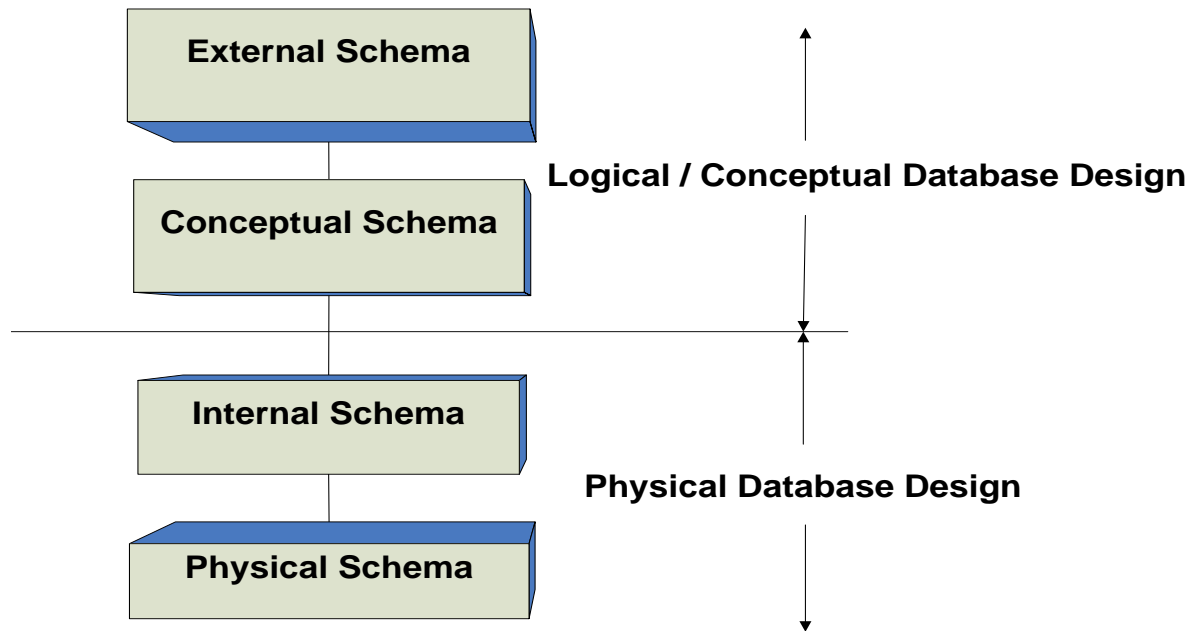 External Schema
Logical / Conceptual Database Design
Conceptual Schema
Internal Schema
Physical Database Design
Physical Schema